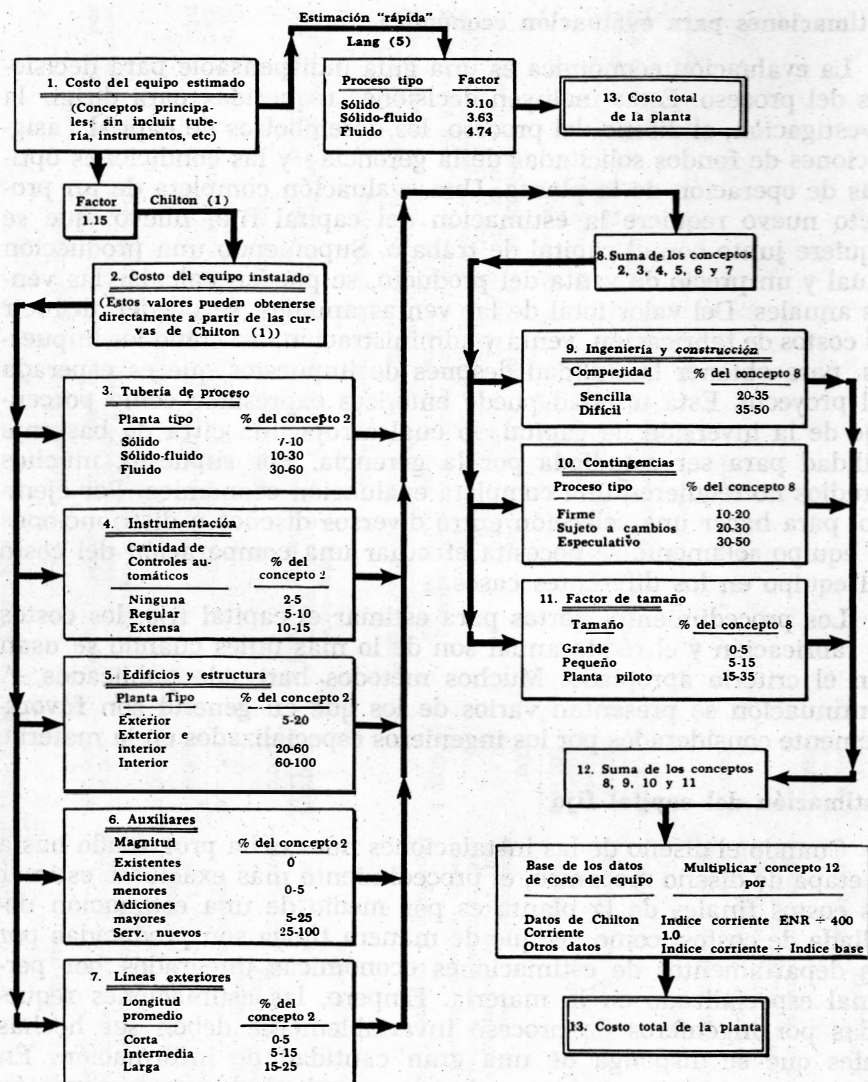 Estimación “rápida”
Lang (5)
1. Costo del equipo estimado
(Conceptos principa-
les, sin incluir tube-
ría, instrumentos,
Proceso tipo Factor
Sólido 3.10
Sólido-fluido 3.63
Fluido 4.74
13. Costo total
de la planta
Factor
1.15
Chilton (1)
2. Costo del equipo instalado
(Estos valores pueden obtenerse
directamente a partir de las cur-
vas de Chilton (1))
3. Tubería de proceso
Planta tipo % del concepto 2
Sólido 7-10
Sólido-fluido 10-30
Fluido 30-60
4. Instrumentación
Cantidad de
Controles au-
tomáticos
% del
concepto 2
Ninguna 2-5
Regular 5-10
Extensa 10-15
5. Edificio y estructura
Planta Tipo % del concepto 2
Exterior 5-20
Exterior -
interior 20-60
Interior 60-100
6. Auxiliares
Magnitud % del concepto 2
Existentes 0
Adiciones
menores 0-5
Adiciones
mayores 5-25
Serv. nuevos 25-100
7. Líneas exteriores
Longitud
promedio
% del
concepto 2
Corta 0-5
Intermedia 5-15
Larga 15-25
8. Suma de los conceptos
2, 3, 4, 5, 6 y 7
9. Ingeniería y construcción
Complejidad % del concepto 8
Sencilla 20-35
Difícil 35-50
10. Contingencias
Proceso tipo % del concepto 8
Firme 10-20
Sujeto a cambios 20-30
Especulativo 30-50
11. Factor de tamaño
Tamaño % del concepto 8
Grande 0-5
Pequeño 5-15
Planta piloto 15-35
12. Suma de los conceptos
8, 9, 10 y 11
Base de los datos
de costo del equipo
Multiplicar concepto 12
por
Datos de Chilton Indice corriente ENR ÷ 400
Corriente 1.0
Otros datos Indice corriente ÷ Indice
13. Costo total de la planta